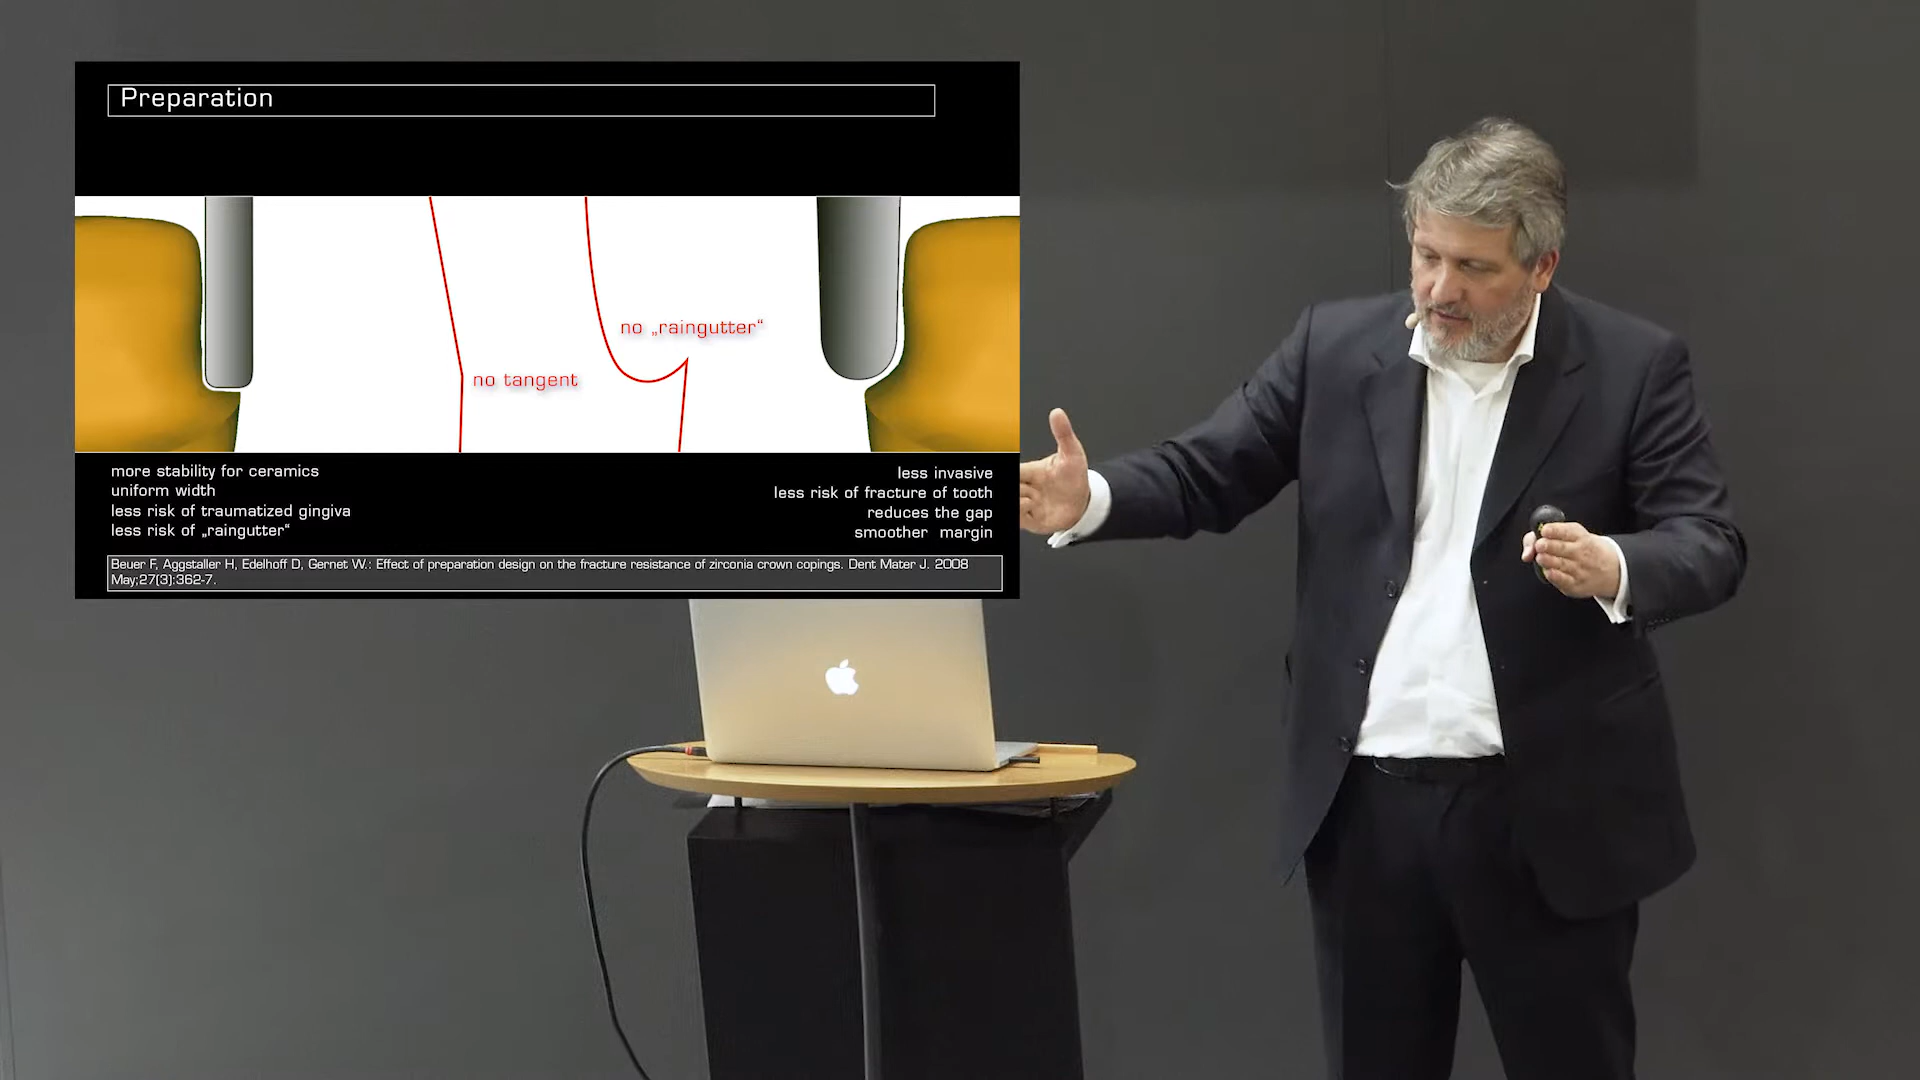 Preparation
no „raingutter“
no tangent
more stability for ceramics
uniform width
less risk of traumatized gingiva
less risk of „raingutter“
less invasive
less risk of fracture of tooth
reduces the gap
smoother margin
Beuer F, Aggstaller H, Edelhoff D, Gernet W.: Effect of preparation design on the fracture resistance of zirconia crown copings. Dent Mater J. 2008
May;27(3):362-7.